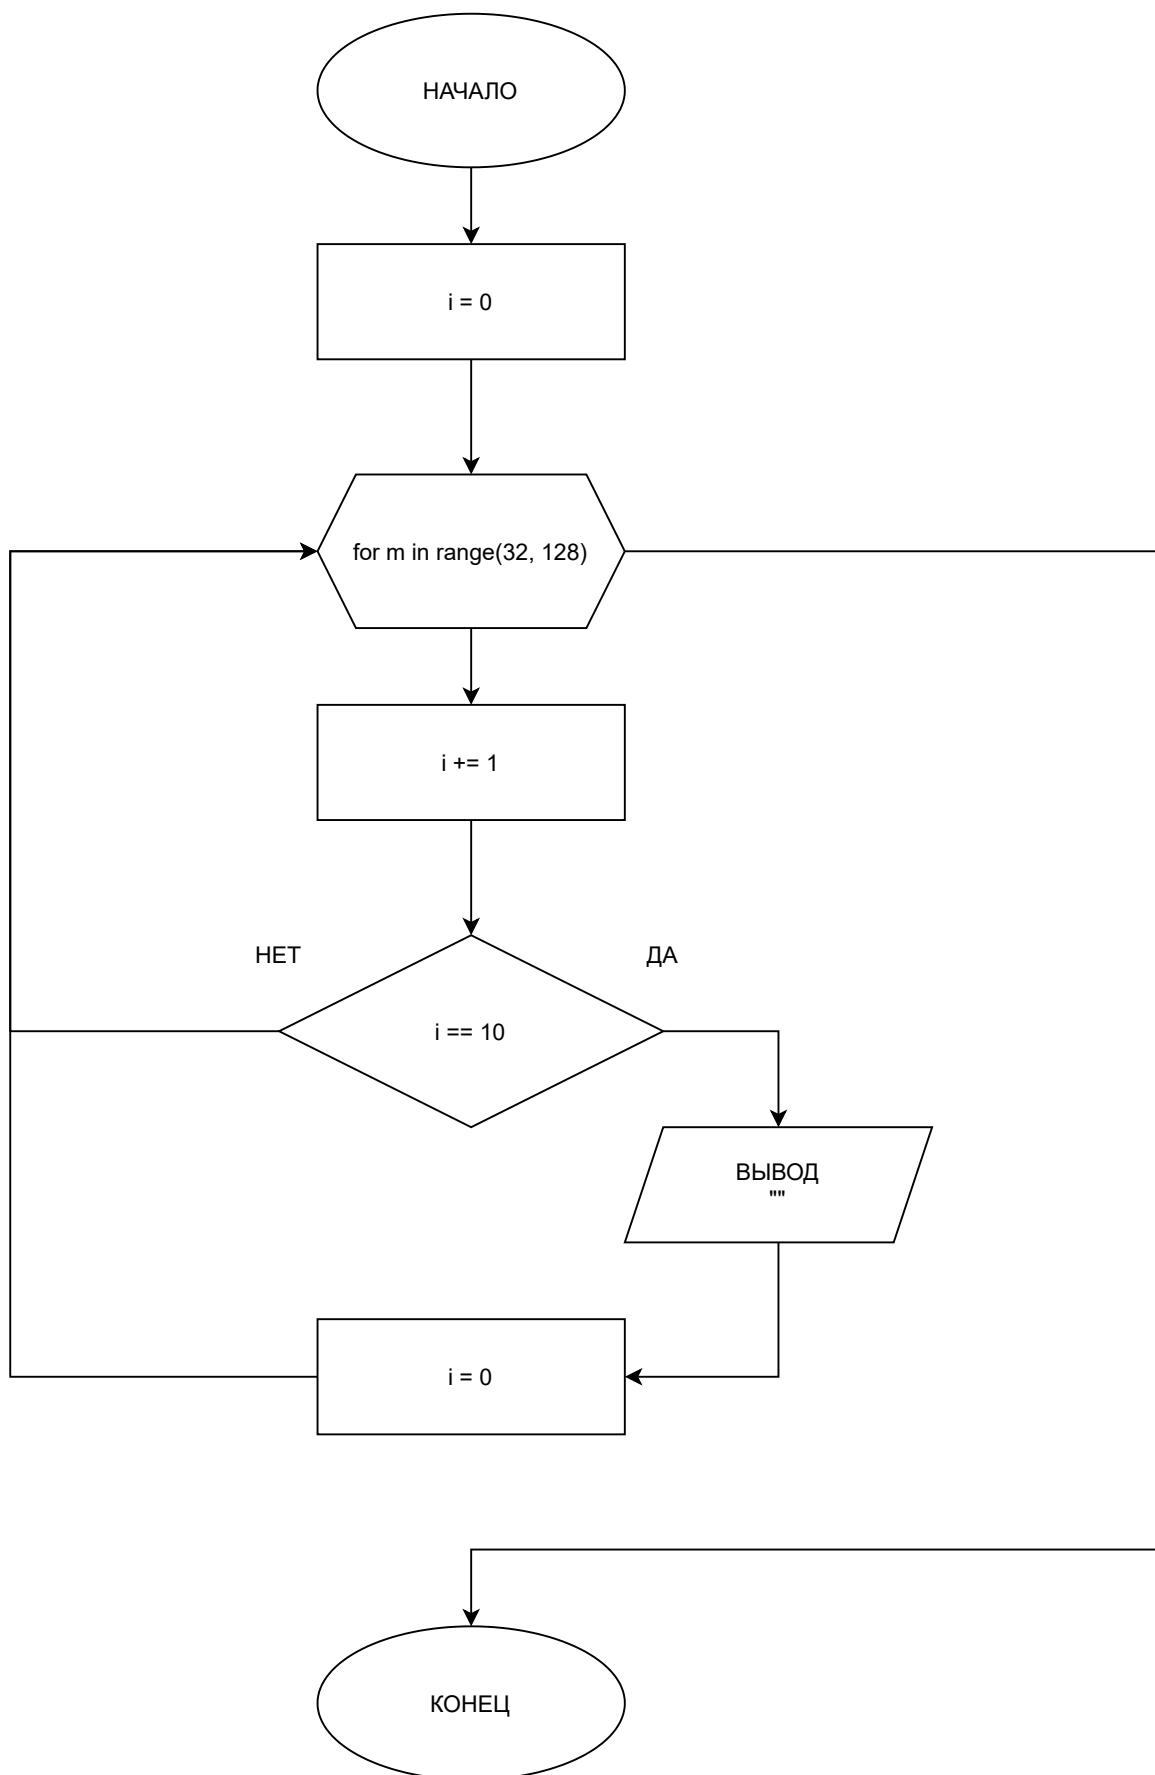 НАЧАЛО
i = 0
for m in range(32, 128)
i += 1
НЕТ
ДА
i == 10
ВЫВОД
""
i = 0
КОНЕЦ